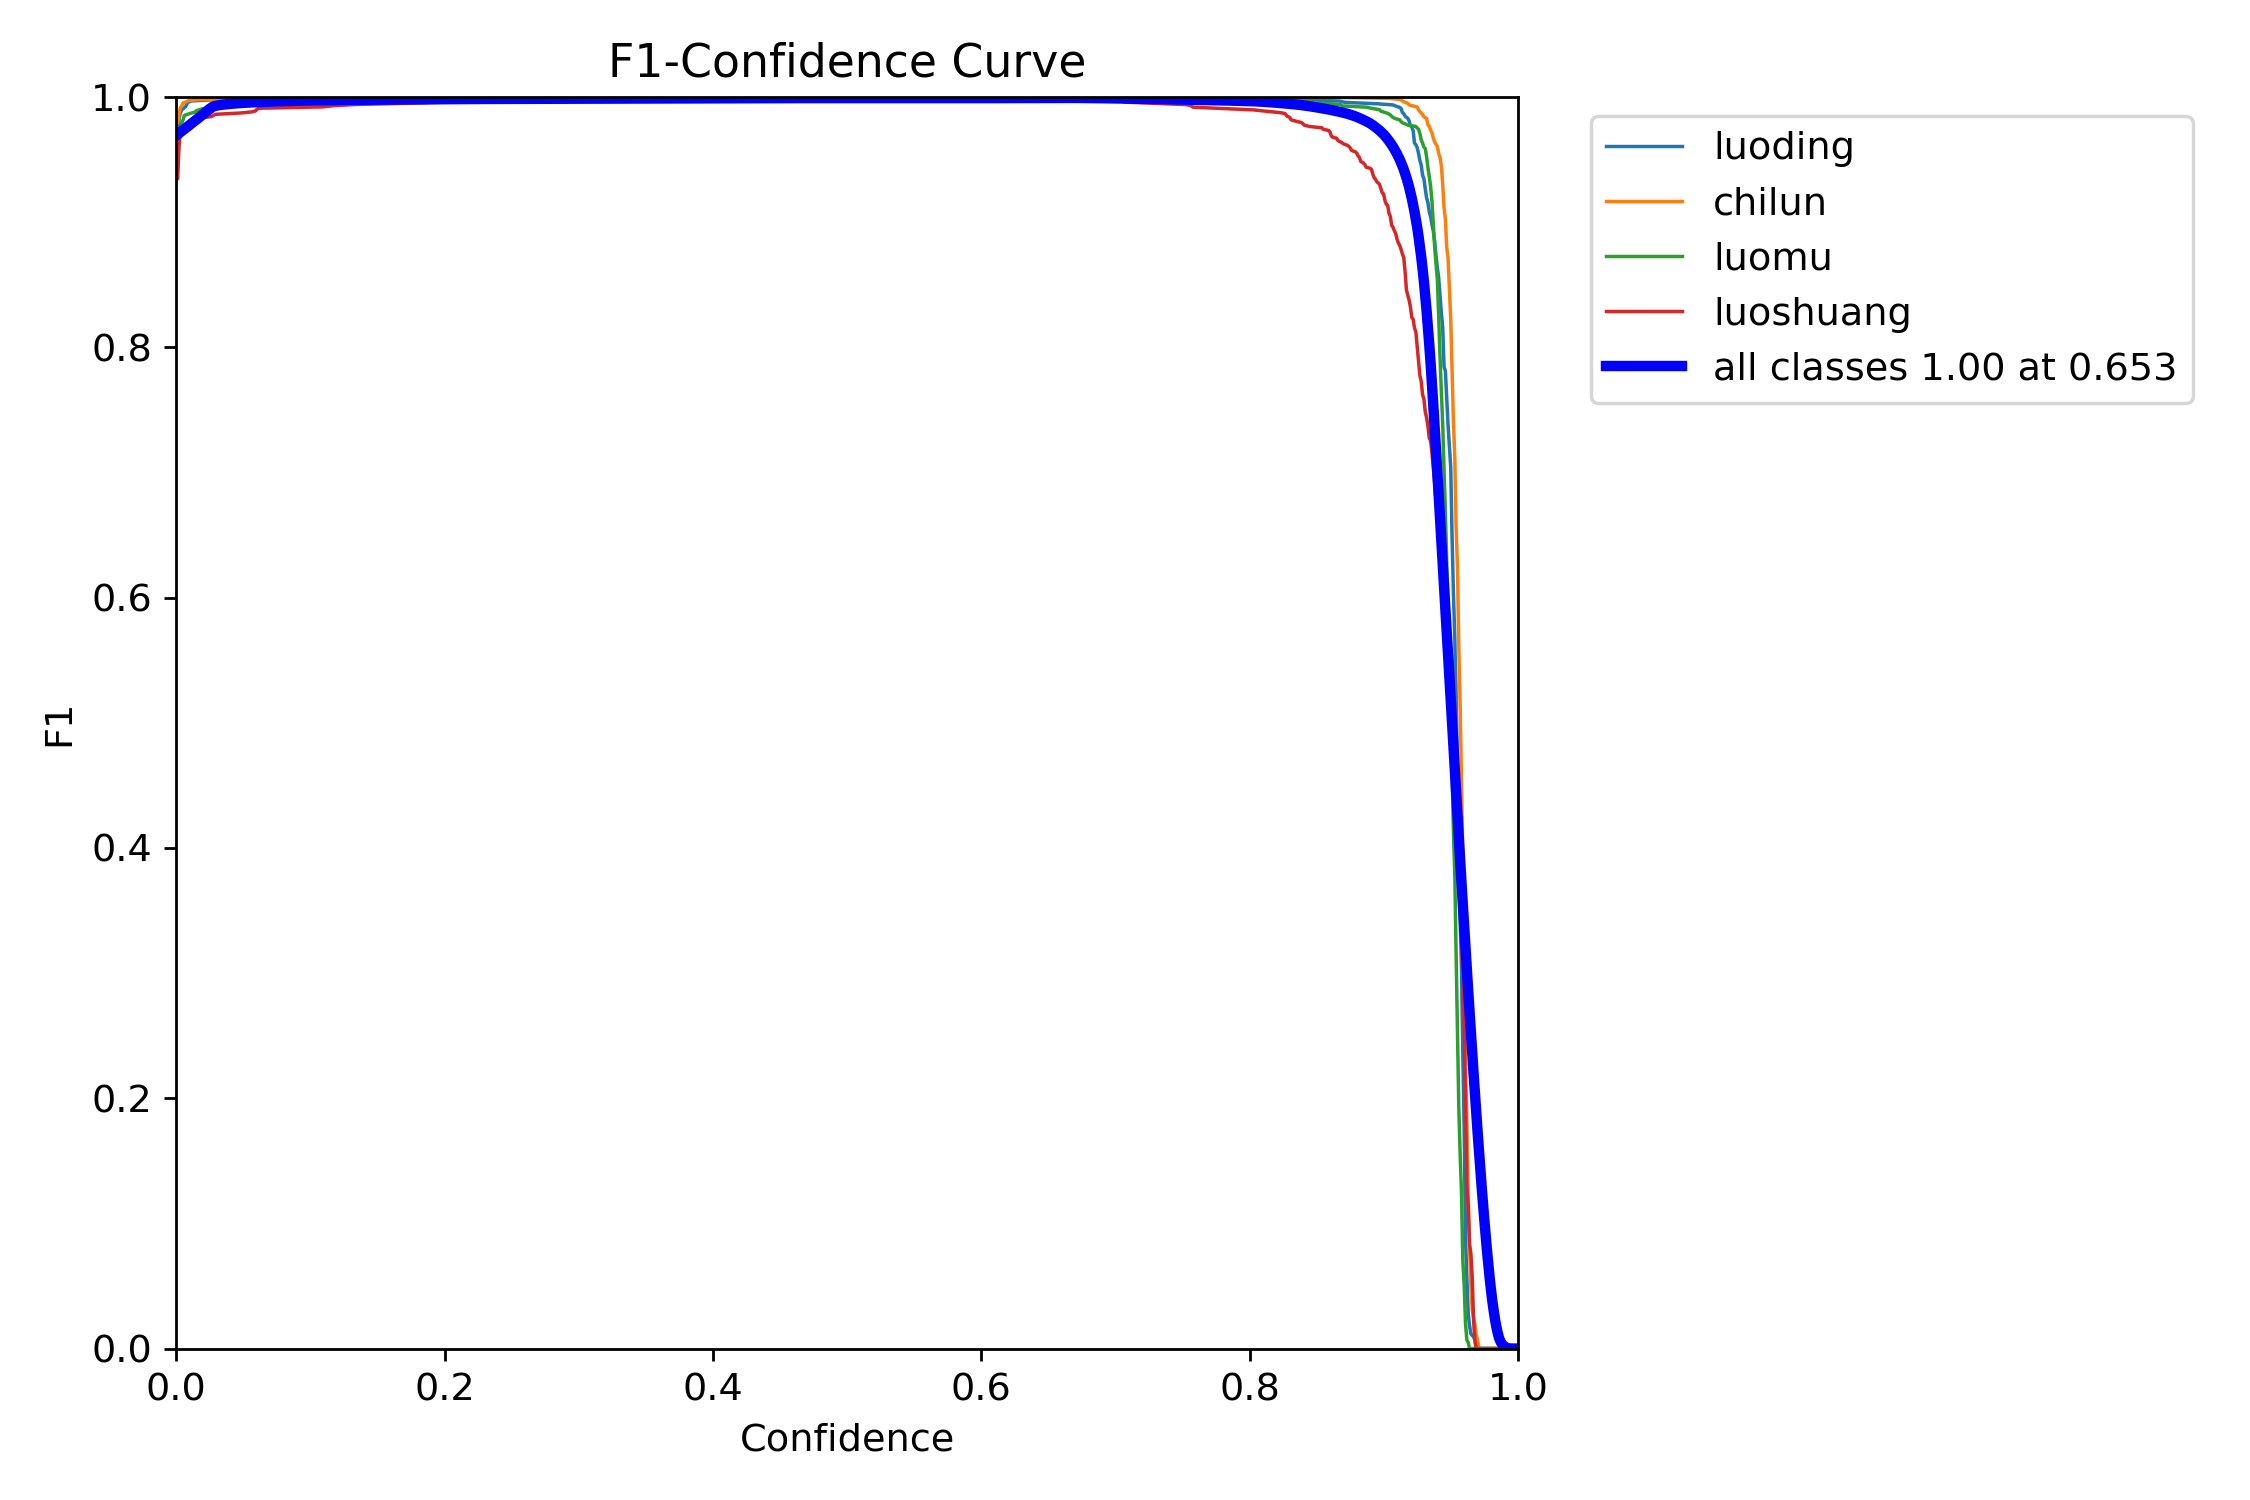 F1-Confidence Curve
1.0
0.8
0.6
0.4
0.2
0.0
F1
0.0 0.2 0.4 0.6 0.8 1.0
Confidence
luoding
chilun
luomu
luoshuang
all classes 1.00 at 0.653